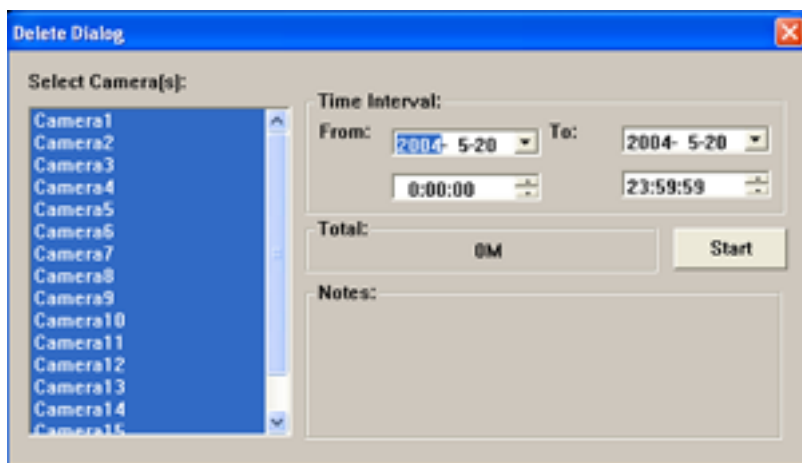 Delete Dialog
Select Camera(s):
Camera1
Camera2
Camera3
Camera4
Camera5
Camera6
Camera7
Camera8
Camera9
Camera10
Camera11
Camera12
Camera13
Camera14
Camera15
Time Interval:
From: 2004- 5-20 To: 2004- 5-20
0:00:00 23:59:59
Total:
0M
Start
Notes: